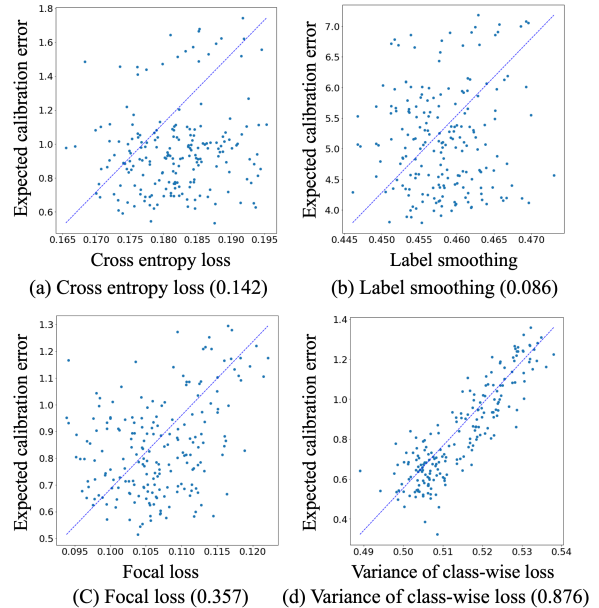 Expected calibration error
1.8
1.6
1.4
1.2
1.0
0.8
0.6
0.165 0.170 0.175 0.180 0.185 0.190 0.195
Cross entropy loss
(a) Cross entropy loss (0.142)
Expected calibration error
7.0
6.5
6.0
5.5
5.0
4.5
4.0
0.445 0.450 0.455 0.460 0.465 0.470
Label smoothing
(b) Label smoothing (0.086)
Expected calibration error
1.3
1.2
1.1
1.0
0.9
0.8
0.7
0.6
0.5
0.095 0.100 0.105 0.110 0.115 0.120
Focal loss
(C) Focal loss (0.357)
Expected calibration error
1.4
1.2
1.0
0.8
0.6
0.4
0.49 0.50 0.51 0.52 0.53 0.54
Variance of class-wise loss
(d) Variance of class-wise loss (0.876)